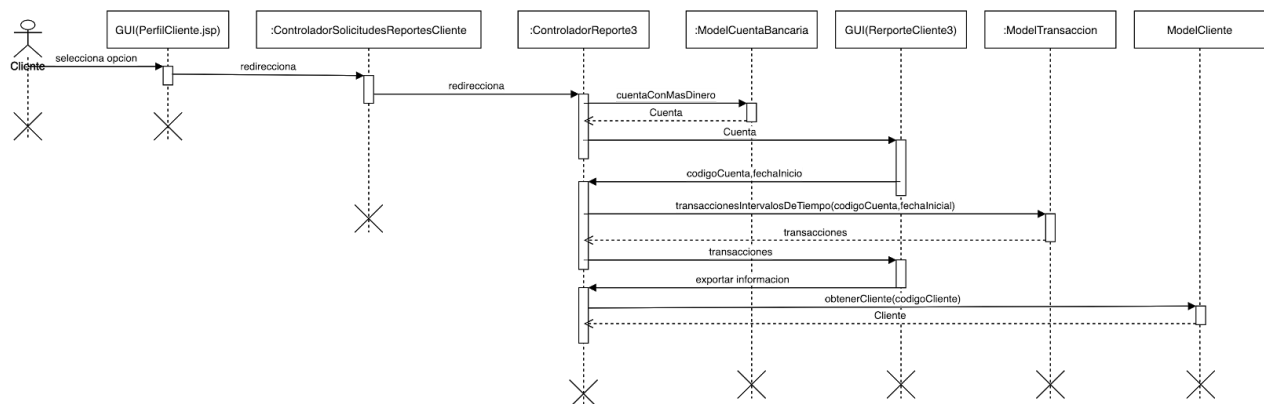 GUI(PerfilCliente.jsp)
:ControladorSolicitudesReportesCliente
:ControladorReporte3
:ModelCuentaBancaria
GUI(RerporteCliente3)
:ModelTransaccion
ModelCliente
Cliente
selecciona opcion
redirecciona
redirecciona
cuentaConMasDinero
Cuenta
Cuenta
codigoCuenta,fechaInicio
transaccionesIntervalosDeTiempo(codigoCuenta,fechaInicial)
transacciones
transacciones
exportar informacion
obtenerCliente(codigoCliente)
Cliente